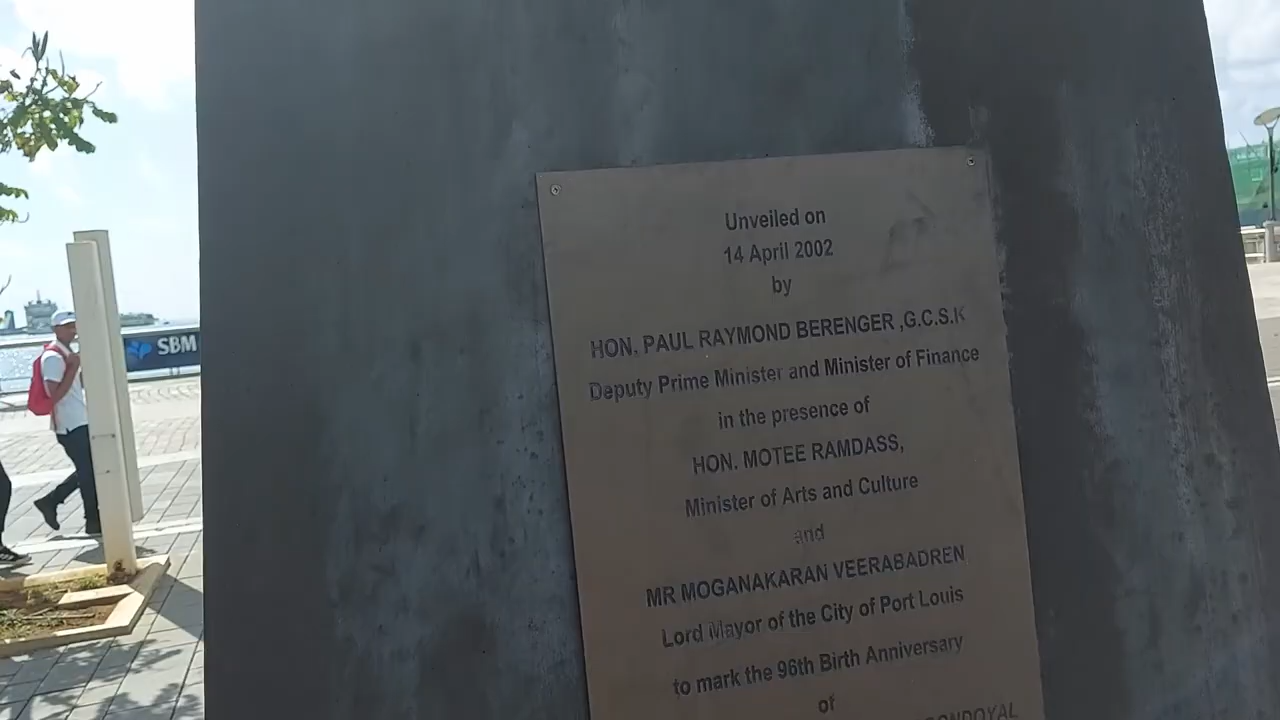 Unveiled on
14 April 2002
by
HON. PAUL RAYMOND BERENGER ,G.C.S.K
Deputy Prime Minister and Minister of Finance
in the presence of
HON. MOTEE RAMDASS,
Minister of Arts and Culture
and
MR MOGANAKARAN VEERABADREN
Lord Mayor of the City of Port Louis
to mark the 96th Birth Anniversary
of
SBM